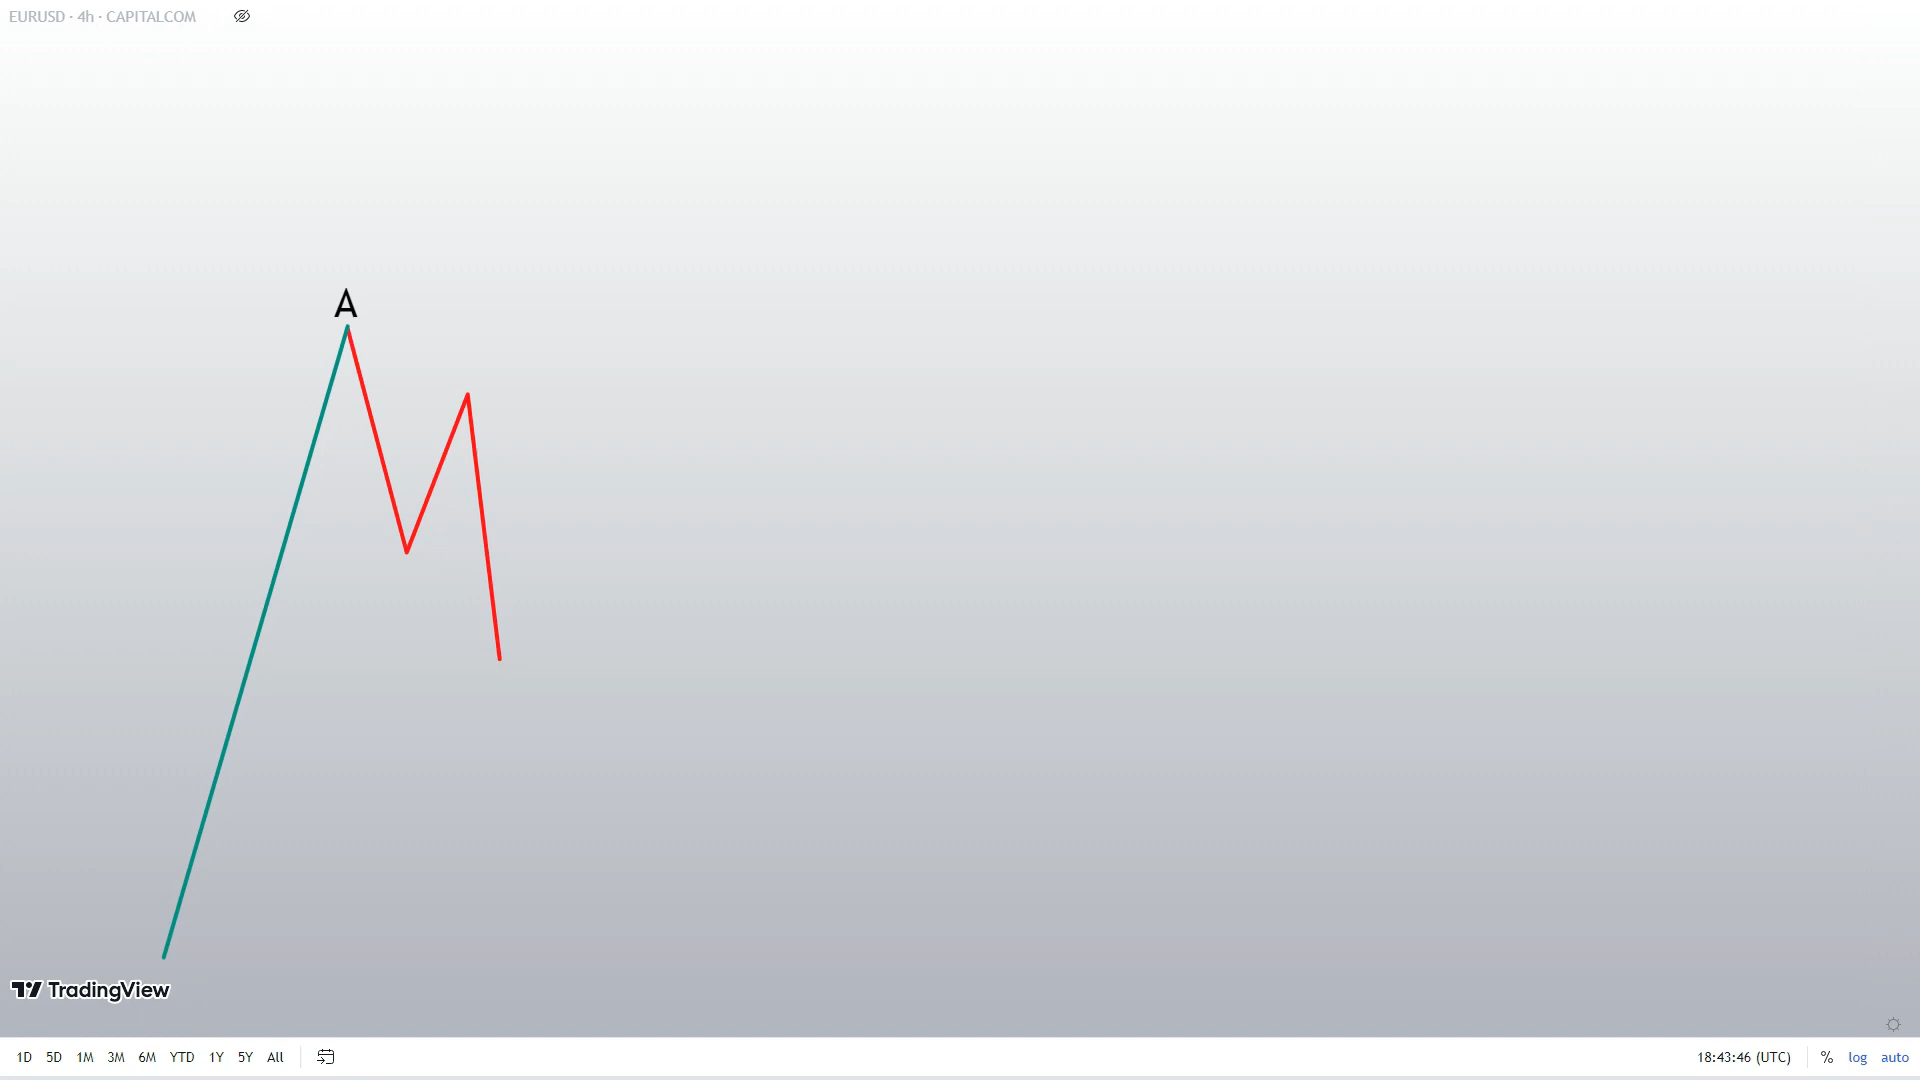 EURUSD · 4h · CAPITALCOM
A
TradingView
1D 5D 1M 3M 6M YTD 1Y 5Y All
18:43:46 (UTC) % log auto